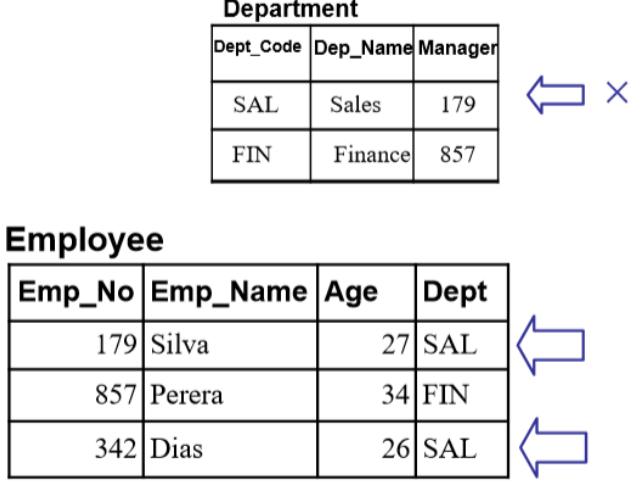 Department
Dept_Code Dep_Name Manager
SAL Sales 179
FIN Finance 857
Employee
Emp_No Emp_Name Age Dept
179 Silva 27 SAL
857 Perera 34 FIN
342 Dias 26 SAL